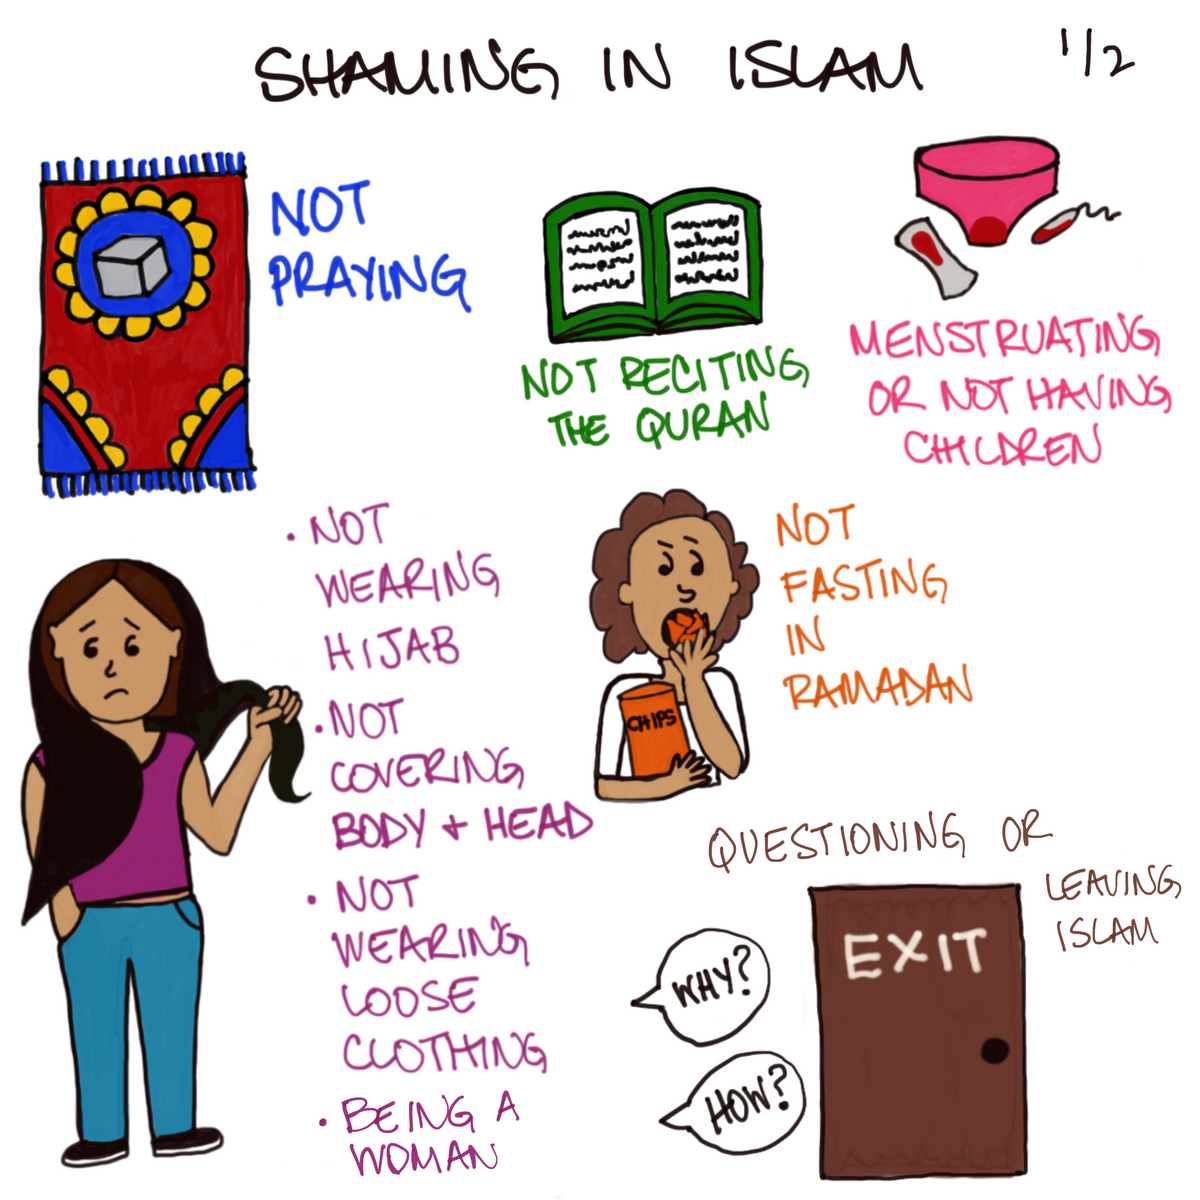 SHAMING IN ISLAM
1/2
NOT
PRAYING
NOT RECITING
THE QURAN
MENSTRUATING
OR NOT HAVING
CHILDREN
• NOT
WEARING
HIJAB
• NOT
COVERING
BODY + HEAD
• NOT
WEARING
LOOSE
CLOTHING
• BEING A
WOMAN
NOT
FASTING
IN
RAMADAN
CHIPS
QUESTIONING OR
LEAVING
ISLAM
EXIT
WHY?
HOW?